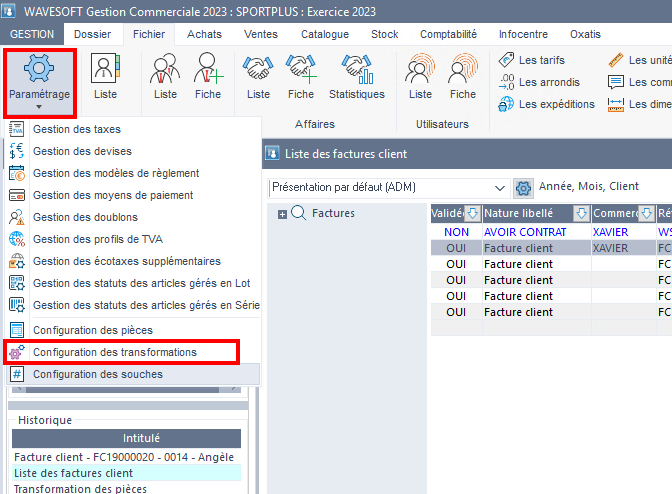 WAVESOFT Gestion Commerciale 2023 : SPORTPLUS : Exercice 2023
GESTION Dossier Fichier Achats Ventes Catalogue Stock Comptabilité Infocentre Oxatis
Paramétrage
Liste
Liste Fiche
Liste Fiche Statistiques
Affaires
Liste Fiche
Utilisateurs
Les tarifs
Les arrondis
Les expéditions
Les unité
Les com
Les dime
Gestion des taxes
Gestion des devises
Gestion des modèles de règlement
Gestion des moyens de paiement
Gestion des doublons
Gestion des profils de TVA
Gestion des écotaxes supplémentaires
Gestion des statuts des articles gérés en Lot
Gestion des statuts des articles gérés en Série
Configuration des pièces
Configuration des transformations
Configuration des souches
Historique
Intitulé
Facture client - FC19000020 - 0014 - Angèle
Liste des factures client
Transformation des pièces
Liste des factures client
Présentation par défaut (ADM) Année, Mois, Client
Factures
Validée Nature libellé Commerc Réf
NON AVOIR CONTRAT XAVIER WS
OUI Facture client XAVIER FC
OUI Facture client FC
OUI Facture client FC
OUI Facture client FC
OUI Facture client FC